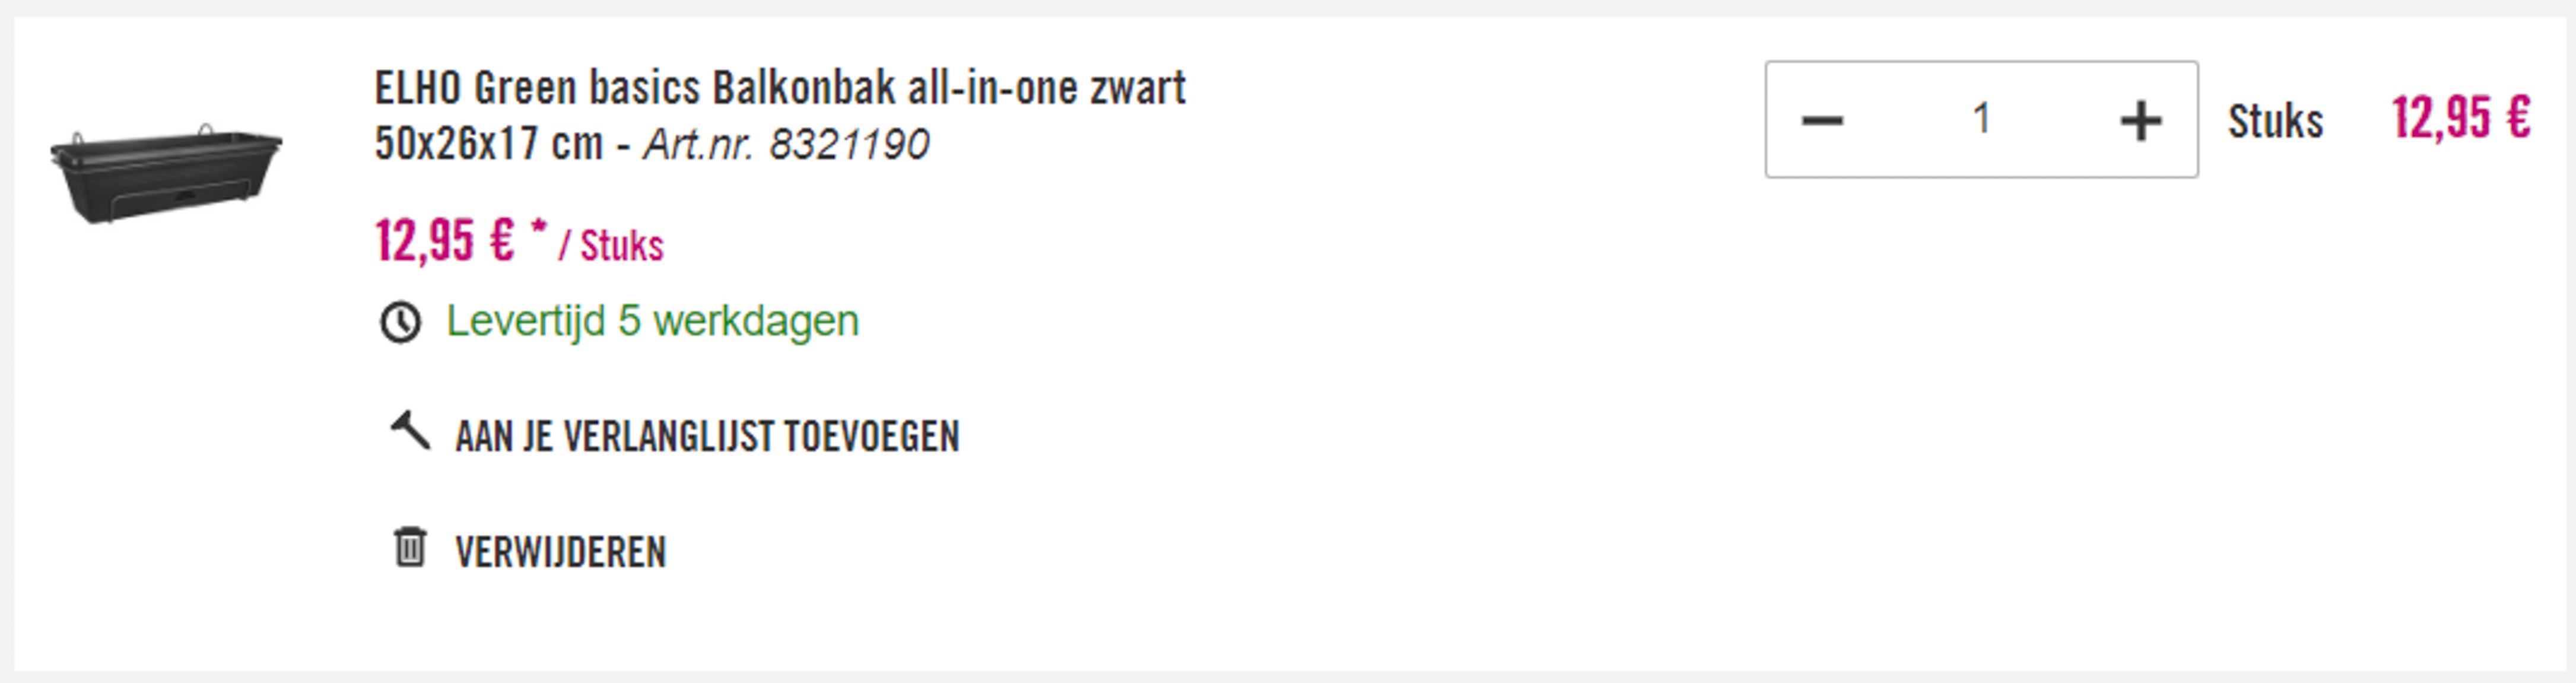 ELHO Green basics Balkonbak all-in-one zwart
50x26x17 cm - Art.nr. 8321190
12,95 € * / Stuks
Levertijd 5 werkdagen
AAN JE VERLANGLIJST TOEVOEGEN
VERWIJDEREN
− 1 + Stuks 12,95 €